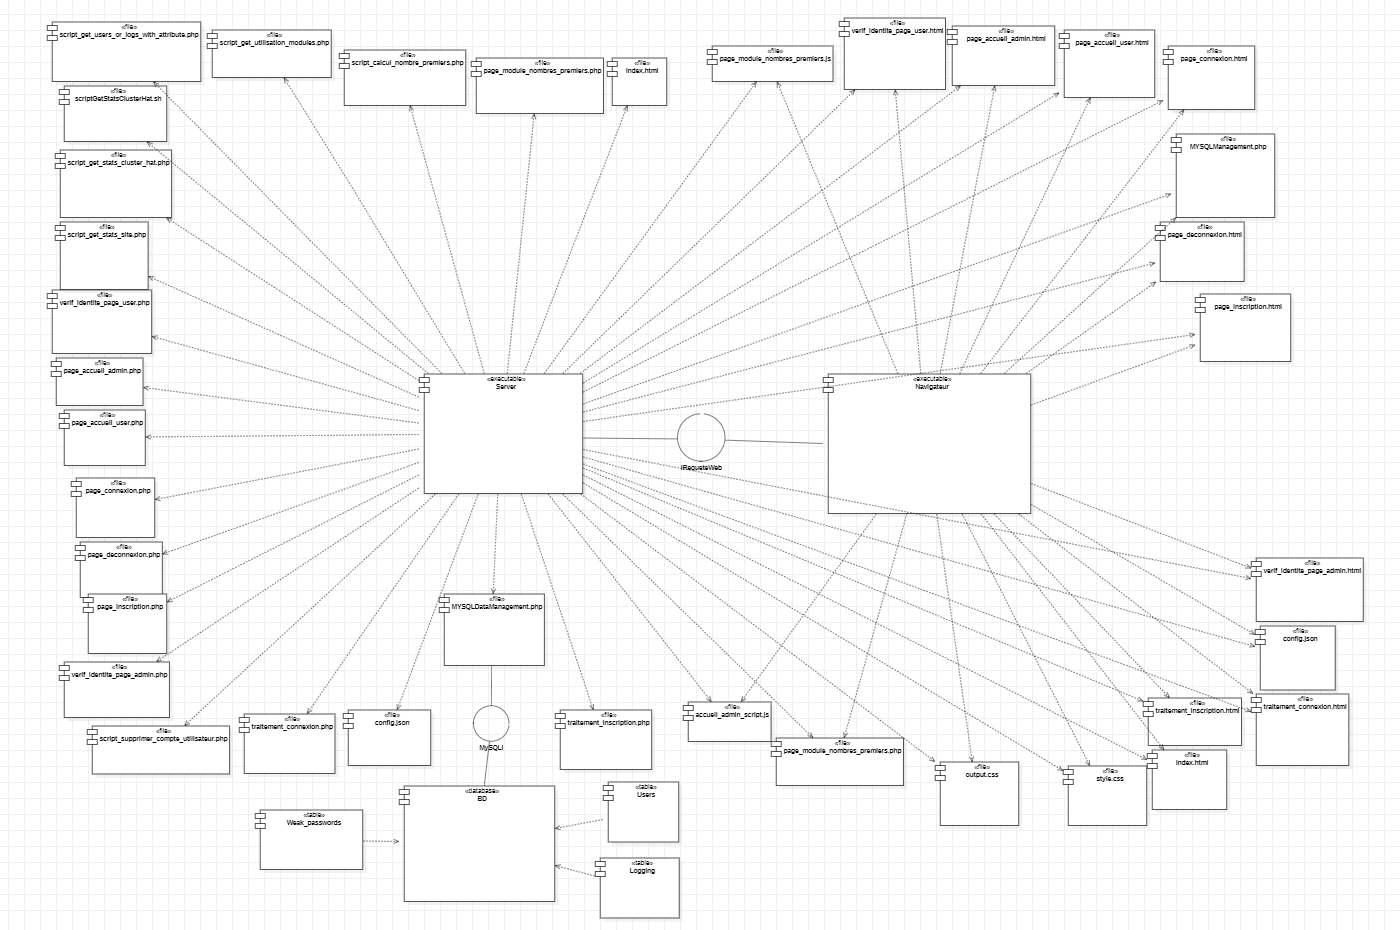 «file»
script_get_users_or_logs_with_attribute.php
«file»
script_get_utilisation_modules.php
«file»
script_calcul_nombre_premiers.php
«file»
page_module_nombres_premiers.php
«file»
index.html
«file»
page_module_nombres_premiers.js
«file»
verif_identite_page_user.html
«file»
page_accueil_admin.html
«file»
page_accueil_user.html
«file»
page_connexion.html
«file»
scriptGetStatsClusterHat.sh
«file»
MYSQLManagement.php
«file»
script_get_stats_cluster_hat.php
«file»
script_get_stats_site.php
«file»
page_deconnexion.html
«file»
verif_identite_page_user.php
«file»
page_inscription.html
«file»
page_accueil_admin.php
«executable»
Server
«executable»
Navigateur
«file»
page_accueil_user.php
IRequeteWeb
«file»
page_connexion.php
«file»
page_deconnexion.php
«file»
verif_identite_page_admin.html
«file»
page_inscription.php
«file»
MYSQLDataManagement.php
«file»
config.json
«file»
verif_identite_page_admin.php
«file»
script_supprimer_compte_utilisateur.php
«file»
traitement_connexion.php
«file»
config.json
MySQLi
«file»
traitement_inscription.php
«file»
accueil_admin_script.js
«file»
page_module_nombres_premiers.php
«file»
output.css
«file»
style.css
«file»
traitement_inscription.html
«file»
traitement_connexion.html
«file»
index.html
«database»
BD
«table»
Users
«table»
Weak_passwords
«table»
Logging